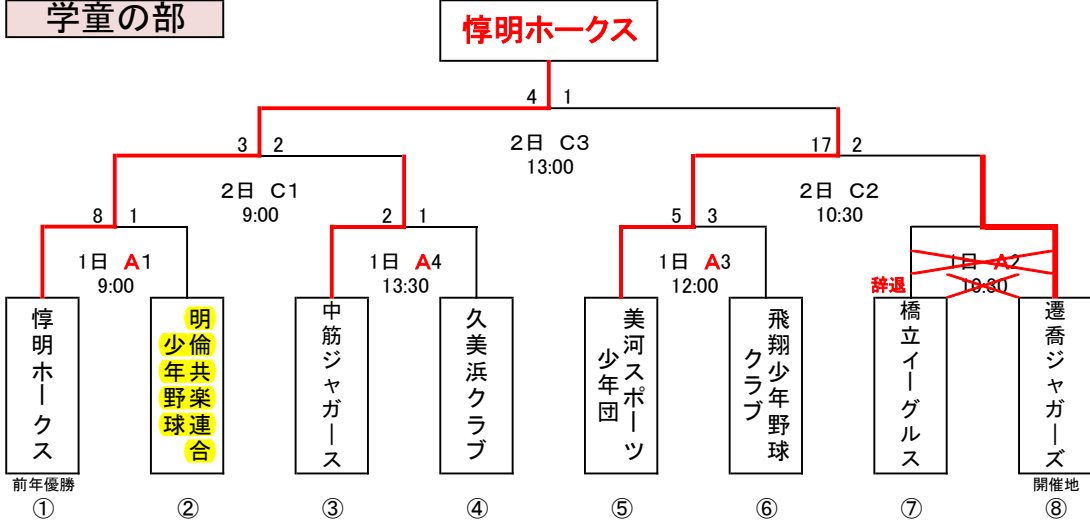 学童の部
惇明ホークス
4 1
2日 C3
13:00
3 2
17 2
2日 C1
9:00
2日 C2
10:30
8 1
2 1
5 3
1日 A1
9:00
1日 A4
13:30
1日 A3
12:00
1日 A2
10:30
辞退
惇明ホークス
明倫共楽連合
少年野球
中筋ジャガース
久美浜クラブ
美河スポーツ
少年団
飛翔少年野球
クラブ
橋立イーグルス
遷喬ジャガーズ
前年優勝
開催地
① ② ③ ④ ⑤ ⑥ ⑦ ⑧